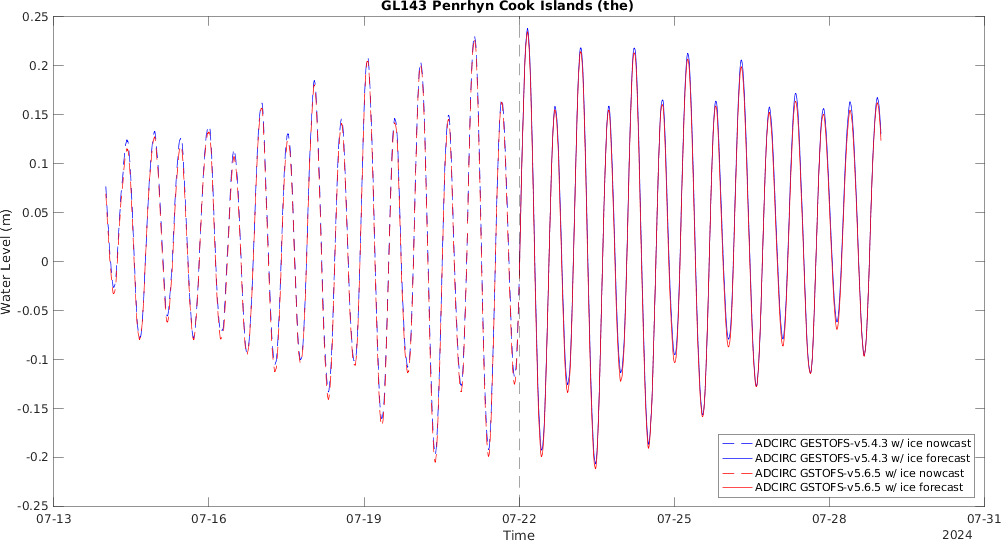 GL143 Penrhyn Cook Islands (the)
0.25
0.2
0.15
0.1
0.05
0
-0.05
-0.1
-0.15
-0.2
-0.25
Water Level (m)
ADCIRC GESTOFS-v5.4.3 w/ ice nowcast
ADCIRC GESTOFS-v5.4.3 w/ ice forecast
ADCIRC GSTOFS-v5.6.5 w/ ice nowcast
ADCIRC GSTOFS-v5.6.5 w/ ice forecast
07-13 07-16 07-19 07-22 07-25 07-28 07-31
Time
2024